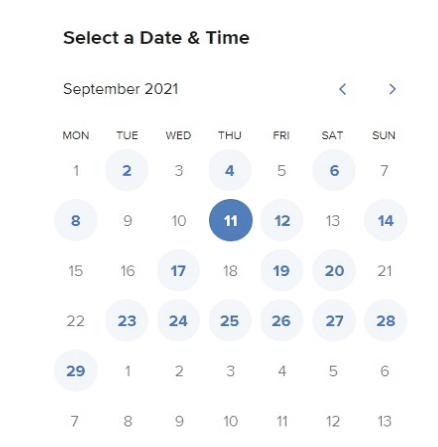 Select a Date & Time
September 2021
MON TUE WED THU FRI SAT SUN
1 2 3 4 5 6 7
8 9 10 11 12 13 14
15 16 17 18 19 20 21
22 23 24 25 26 27 28
29 1 2 3 4 5 6
7 8 9 10 11 12 13